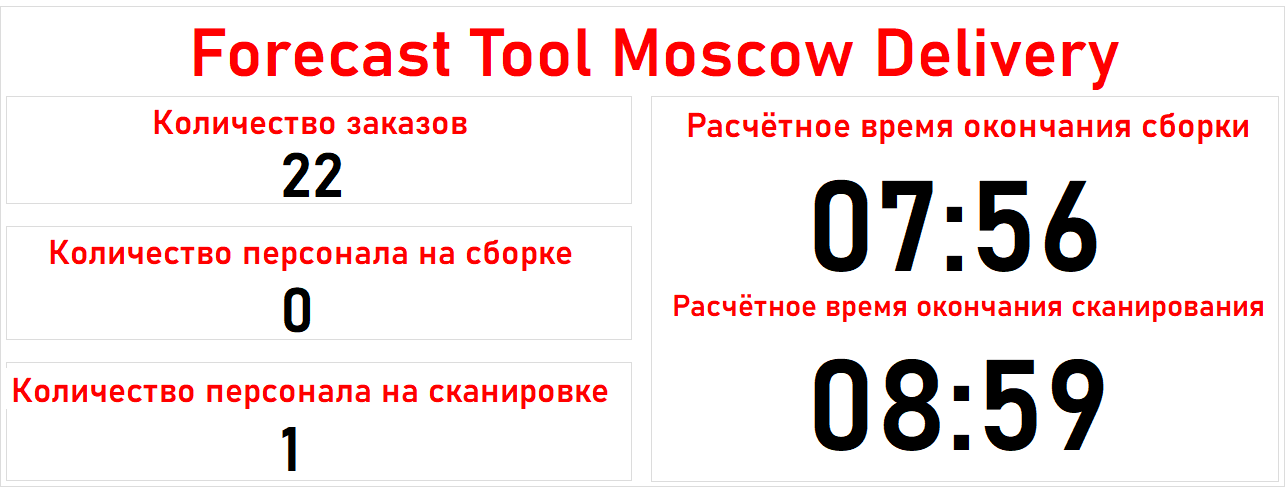 Forecast Tool Moscow Delivery
Количество заказов
22
Количество персонала на сборке
0
Количество персонала на сканировке
1
Расчётное время окончания сборки
07:56
Расчётное время окончания сканирования
08:59